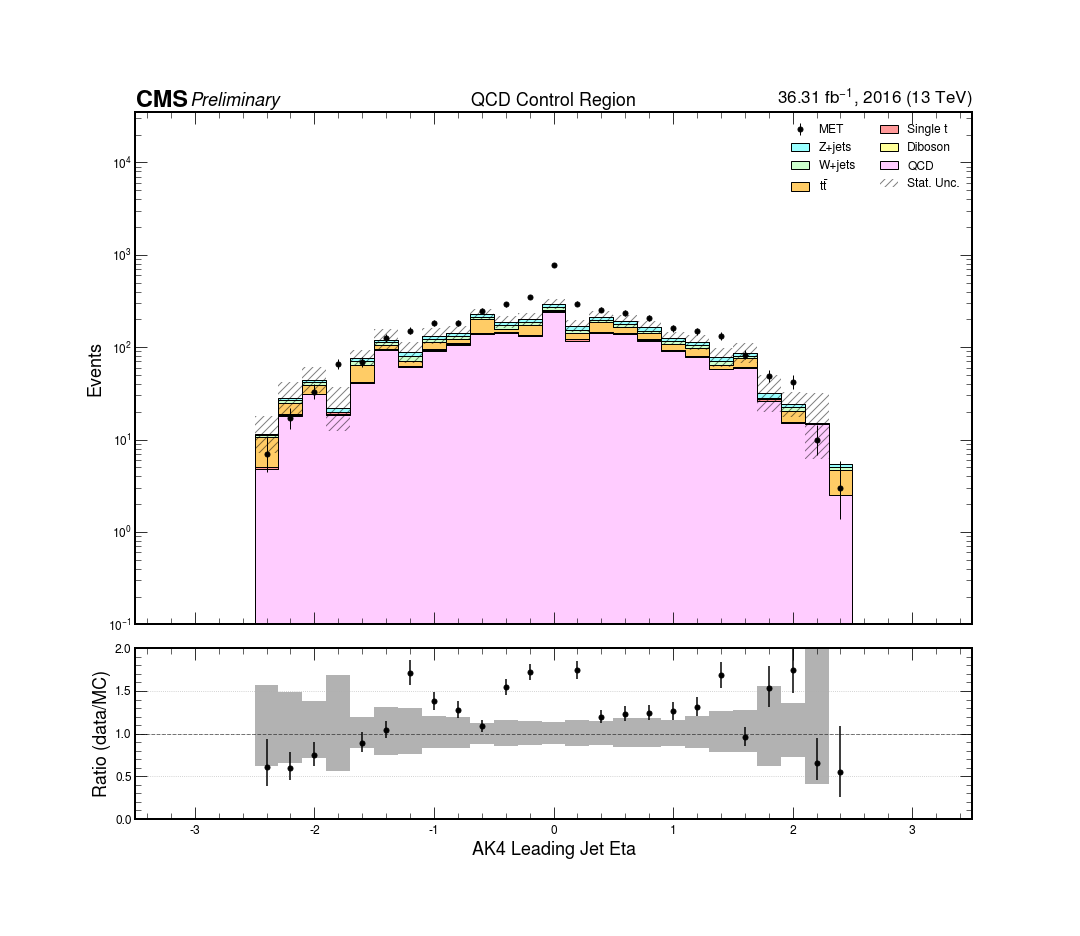 CMS Preliminary QCD Control Region 36.31 fb⁻¹, 2016 (13 TeV)
MET Single t
Z+jets Diboson
W+jets QCD
tt̄ Stat. Unc.
10⁴
10³
10²
10¹
10⁰
10⁻¹
Events
2.0
1.5
1.0
0.5
0.0
Ratio (data/MC)
-3 -2 -1 0 1 2 3
AK4 Leading Jet Eta